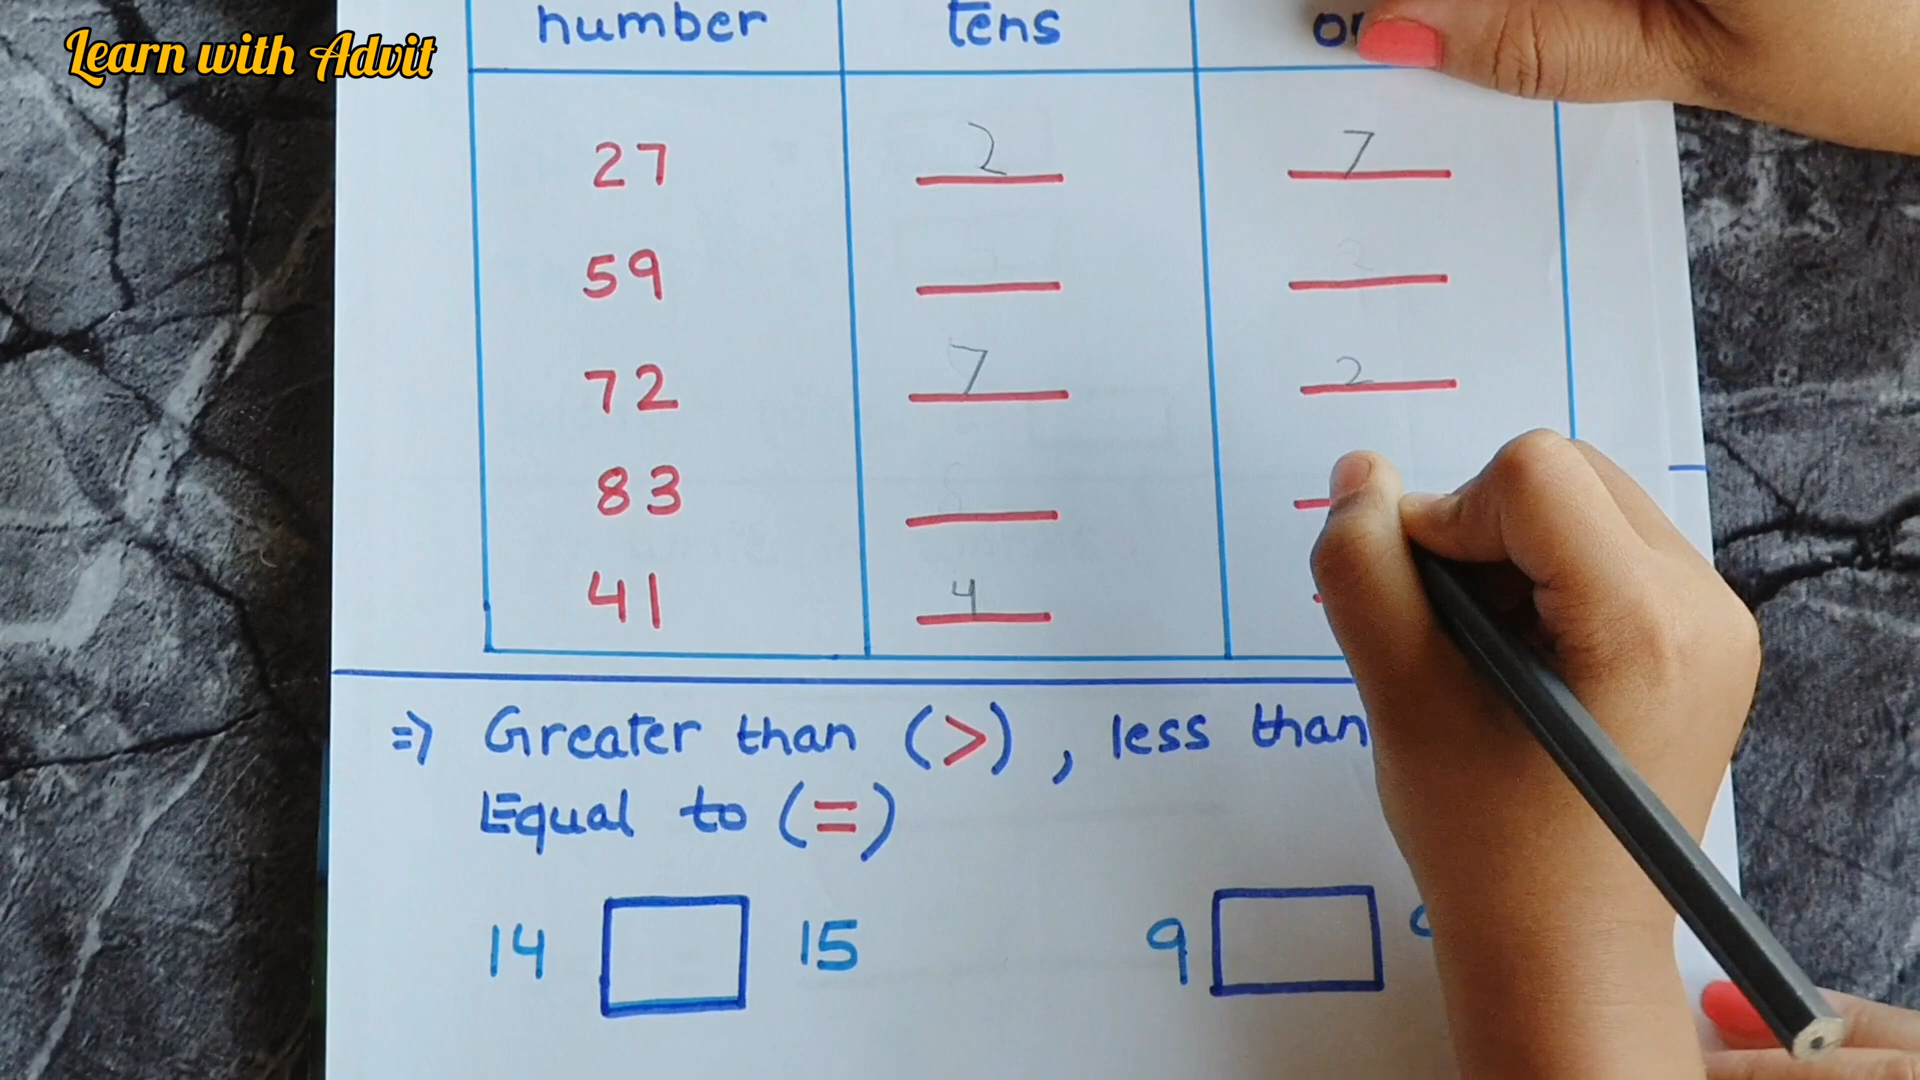 Learn with Advit
number tens
27 2 7
59
72 7 2
83
41 4
=> Greater than (>), less than
Equal to (=)
14 15 9